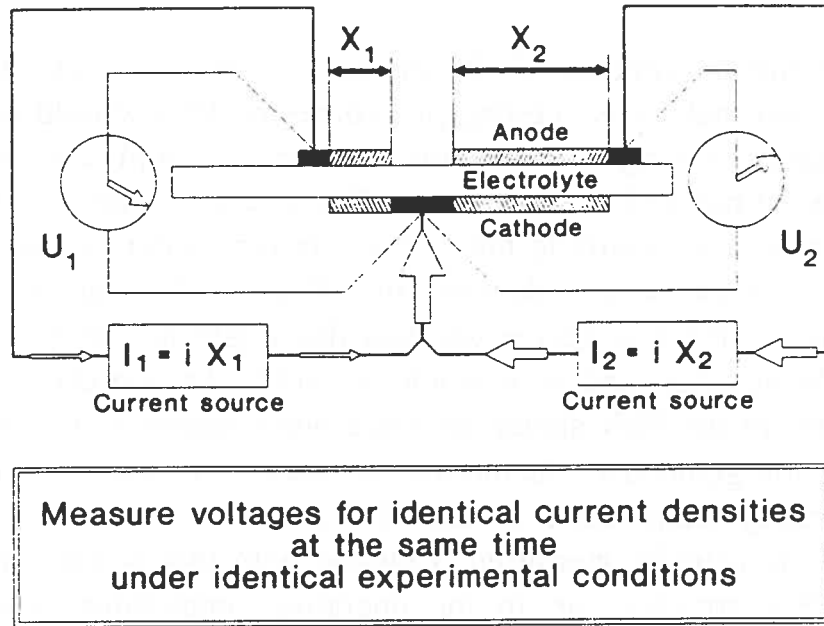 X1 X2
Anode
Electrolyte
Cathode
U1 U2
I1 = i X1 I2 = i X2
Current source Current source
Measure voltages for identical current densities
at the same time
under identical experimental conditions